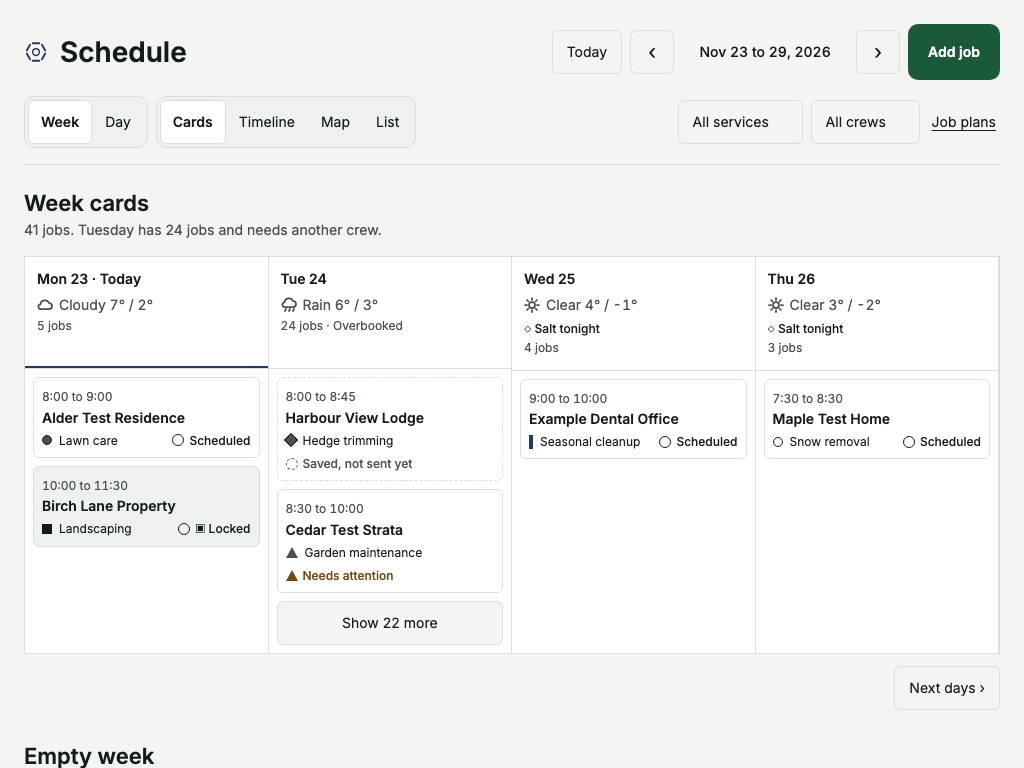 Schedule
Today
‹
Nov 23 to 29, 2026
›
Add job
Week
Day
Cards
Timeline
Map
List
All services
All crews
Job plans
Week cards
41 jobs. Tuesday has 24 jobs and needs another crew.
Mon 23 · Today
Cloudy 7° / 2°
5 jobs
8:00 to 9:00
Alder Test Residence
Lawn care
Scheduled
10:00 to 11:30
Birch Lane Property
Landscaping
Locked
Tue 24
Rain 6° / 3°
24 jobs · Overbooked
8:00 to 8:45
Harbour View Lodge
Hedge trimming
Saved, not sent yet
8:30 to 10:00
Cedar Test Strata
Garden maintenance
Needs attention
Show 22 more
Wed 25
Clear 4° / -1°
Salt tonight
4 jobs
9:00 to 10:00
Example Dental Office
Seasonal cleanup
Scheduled
Thu 26
Clear 3° / -2°
Salt tonight
3 jobs
7:30 to 8:30
Maple Test Home
Snow removal
Scheduled
Next days ›
Empty week